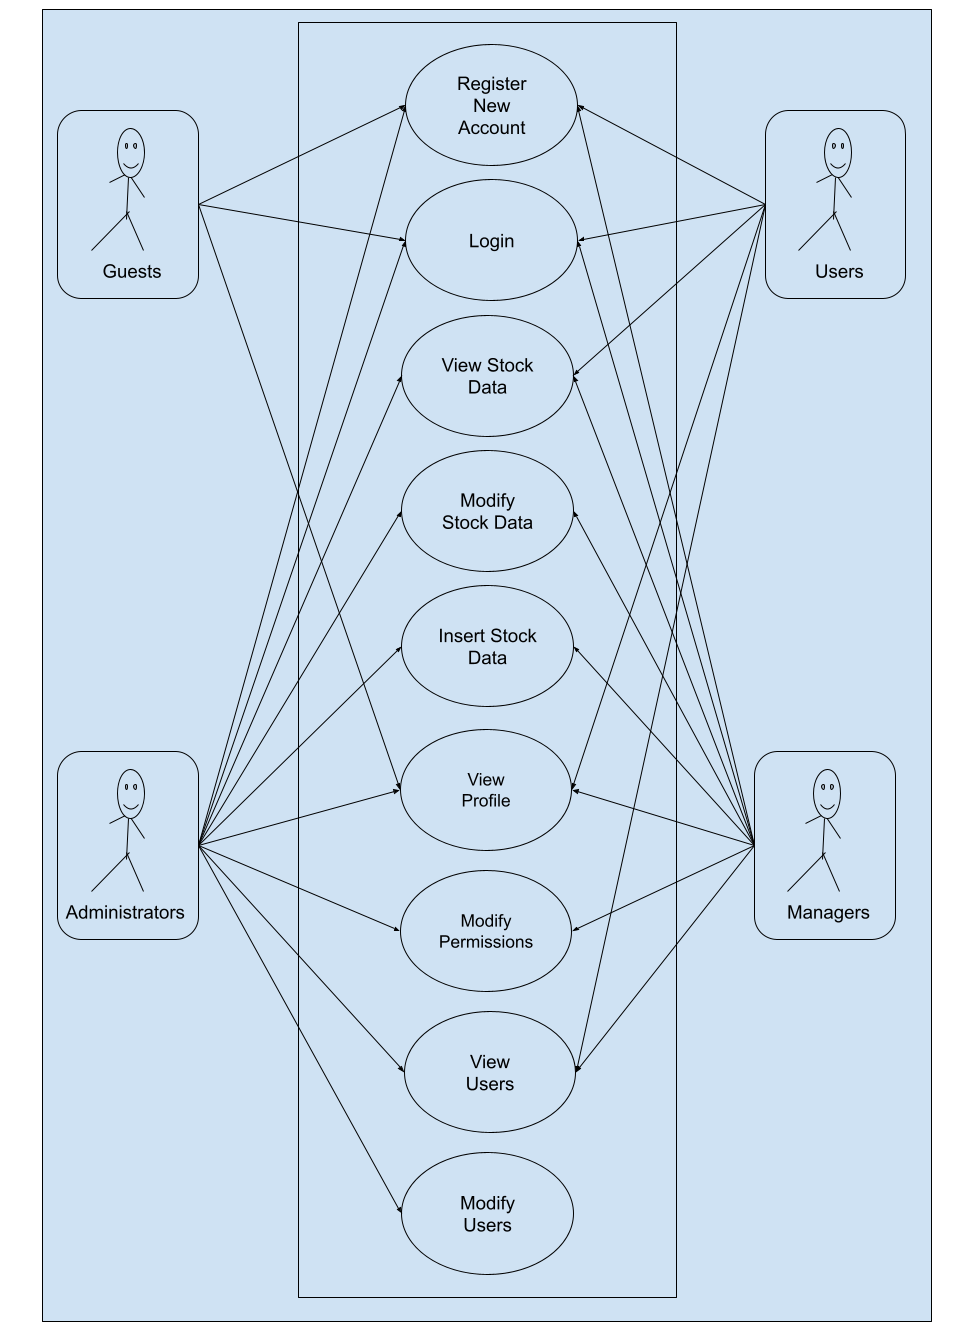 Register
New
Account
Guests
Login
Users
View Stock
Data
Modify
Stock Data
Insert Stock
Data
View
Profile
Administrators
Modify
Permissions
Managers
View
Users
Modify
Users